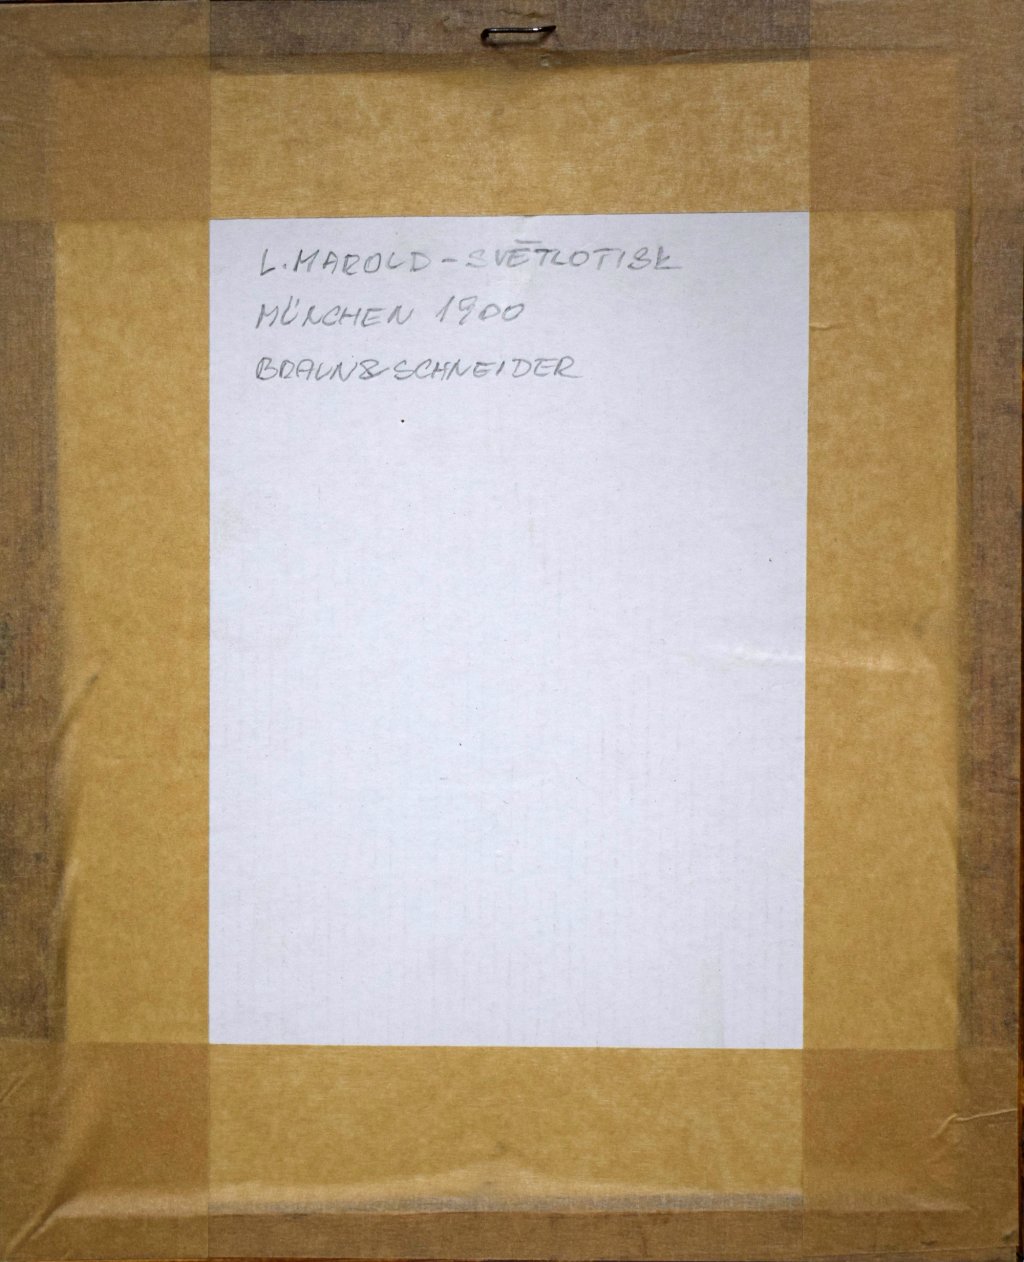 L. MAROLD - SVĚTLOTISK
MÜNCHEN 1900
BRAUN & SCHNEIDER